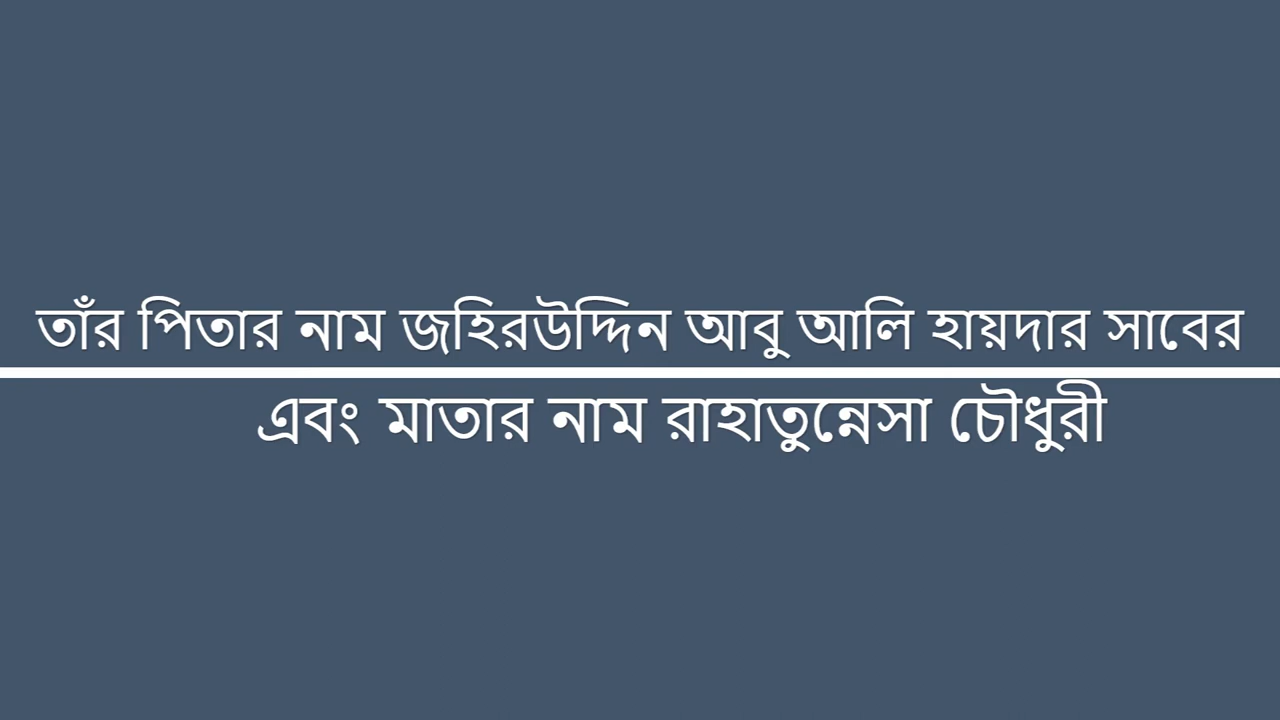 তাঁর পিতার নাম জহিরউদ্দিন আবু আলি হায়দার সাবের
এবং মাতার নাম রাহাতুন্নেসা চৌধুরী